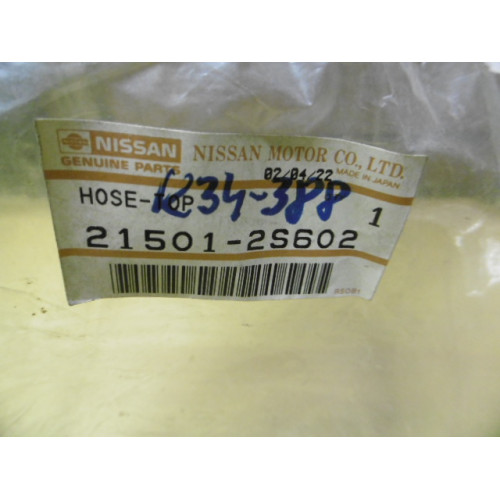 NISSAN NISSAN MOTOR CO., LTD.
GENUINE PARTS 02/04/22 MADE IN JAPAN
HOSE-TOP R34-388 1
21501-2S602